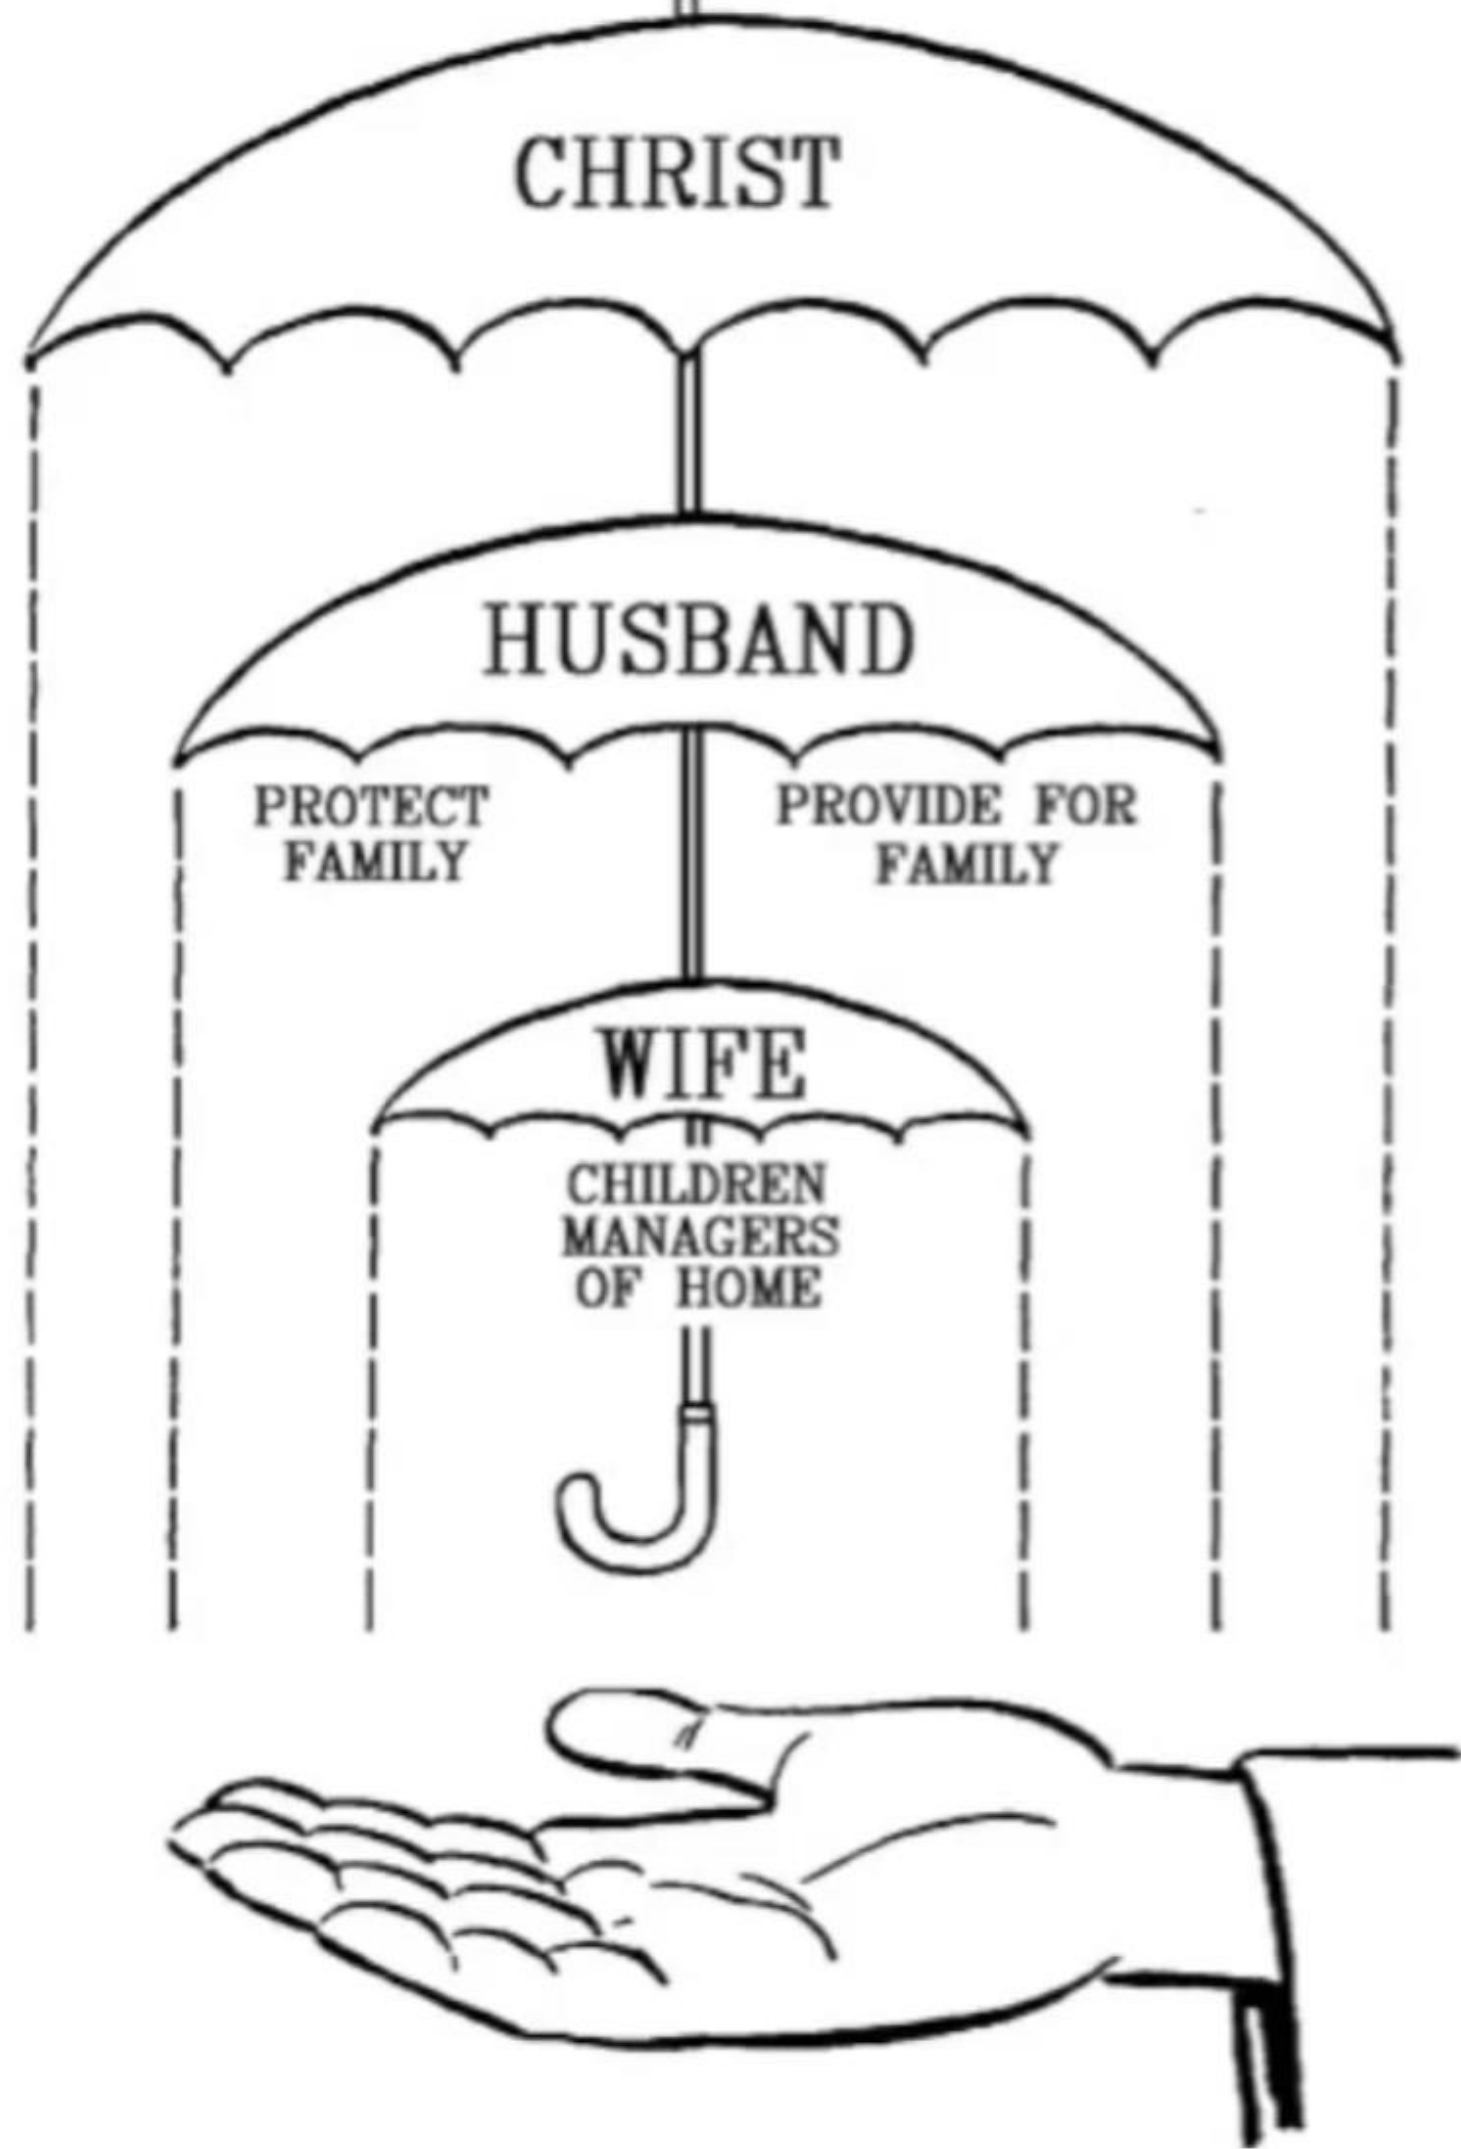 CHRIST
HUSBAND
PROTECT
FAMILY
PROVIDE FOR
FAMILY
WIFE
CHILDREN
MANAGERS
OF HOME